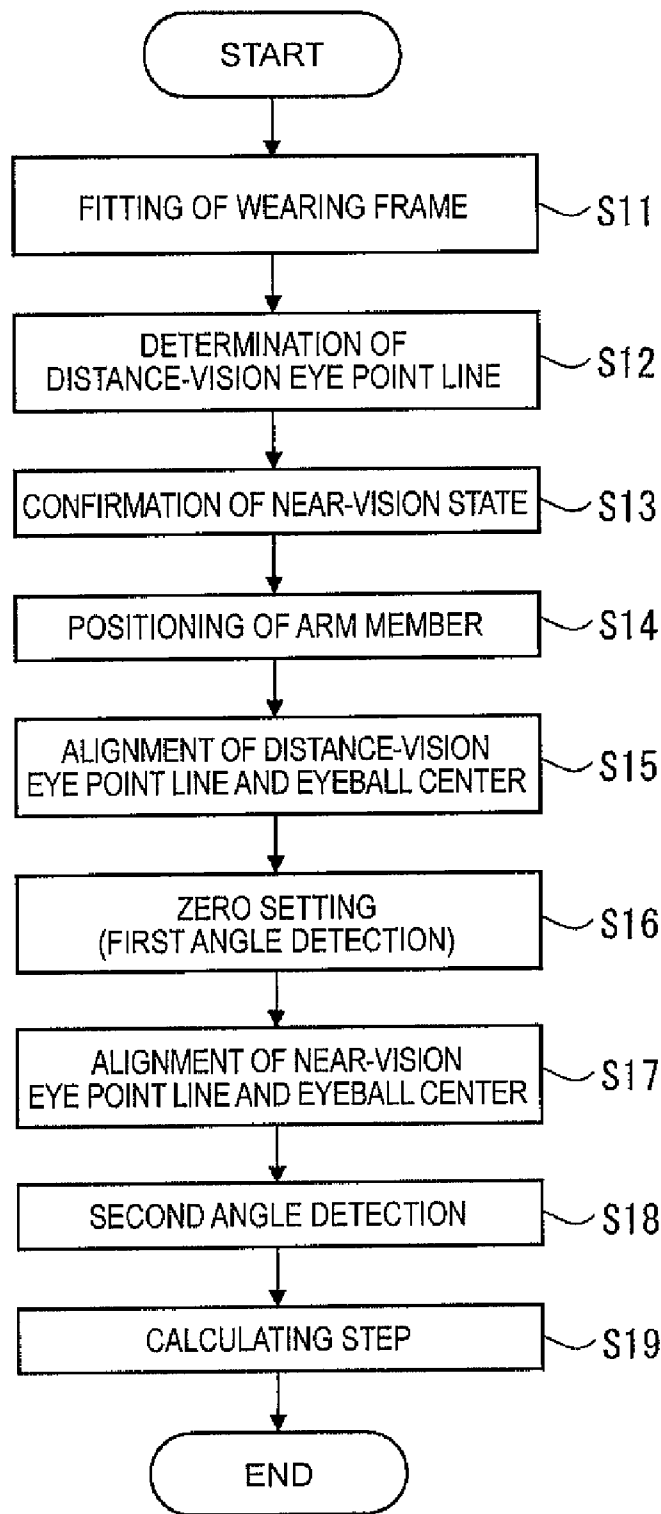 START
FITTING OF WEARING FRAME
S11
DETERMINATION OF
DISTANCE-VISION EYE POINT LINE
S12
CONFIRMATION OF NEAR-VISION STATE
S13
POSITIONING OF ARM MEMBER
S14
ALIGNMENT OF DISTANCE-VISION
EYE POINT LINE AND EYEBALL CENTER
S15
ZERO SETTING
(FIRST ANGLE DETECTION)
S16
ALIGNMENT OF NEAR-VISION
EYE POINT LINE AND EYEBALL CENTER
S17
SECOND ANGLE DETECTION
S18
CALCULATING STEP
S19
END